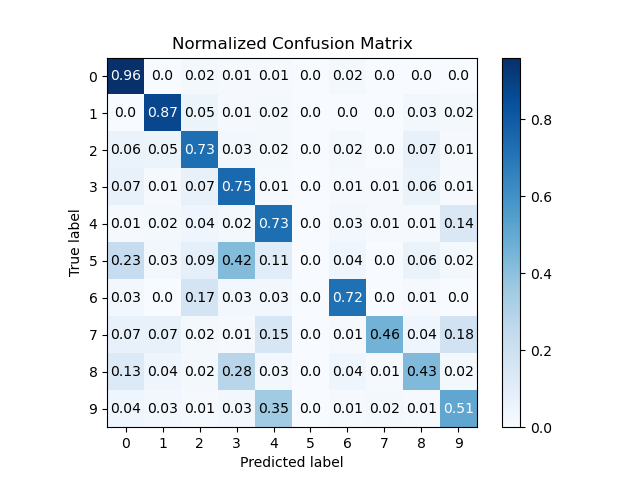 Normalized Confusion Matrix
0 0.96 0.0 0.02 0.01 0.01 0.0 0.02 0.0 0.0 0.0
1 0.0 0.87 0.05 0.01 0.02 0.0 0.0 0.0 0.03 0.02
2 0.06 0.05 0.73 0.03 0.02 0.0 0.02 0.0 0.07 0.01
3 0.07 0.01 0.07 0.75 0.01 0.0 0.01 0.01 0.06 0.01
4 0.01 0.02 0.04 0.02 0.73 0.0 0.03 0.01 0.01 0.14
5 0.23 0.03 0.09 0.42 0.11 0.0 0.04 0.0 0.06 0.02
6 0.03 0.0 0.17 0.03 0.03 0.0 0.72 0.0 0.01 0.0
7 0.07 0.07 0.02 0.01 0.15 0.0 0.01 0.46 0.04 0.18
8 0.13 0.04 0.02 0.28 0.03 0.0 0.04 0.01 0.43 0.02
9 0.04 0.03 0.01 0.03 0.35 0.0 0.01 0.02 0.01 0.51
0 1 2 3 4 5 6 7 8 9
Predicted label
True label
0.8
0.6
0.4
0.2
0.0